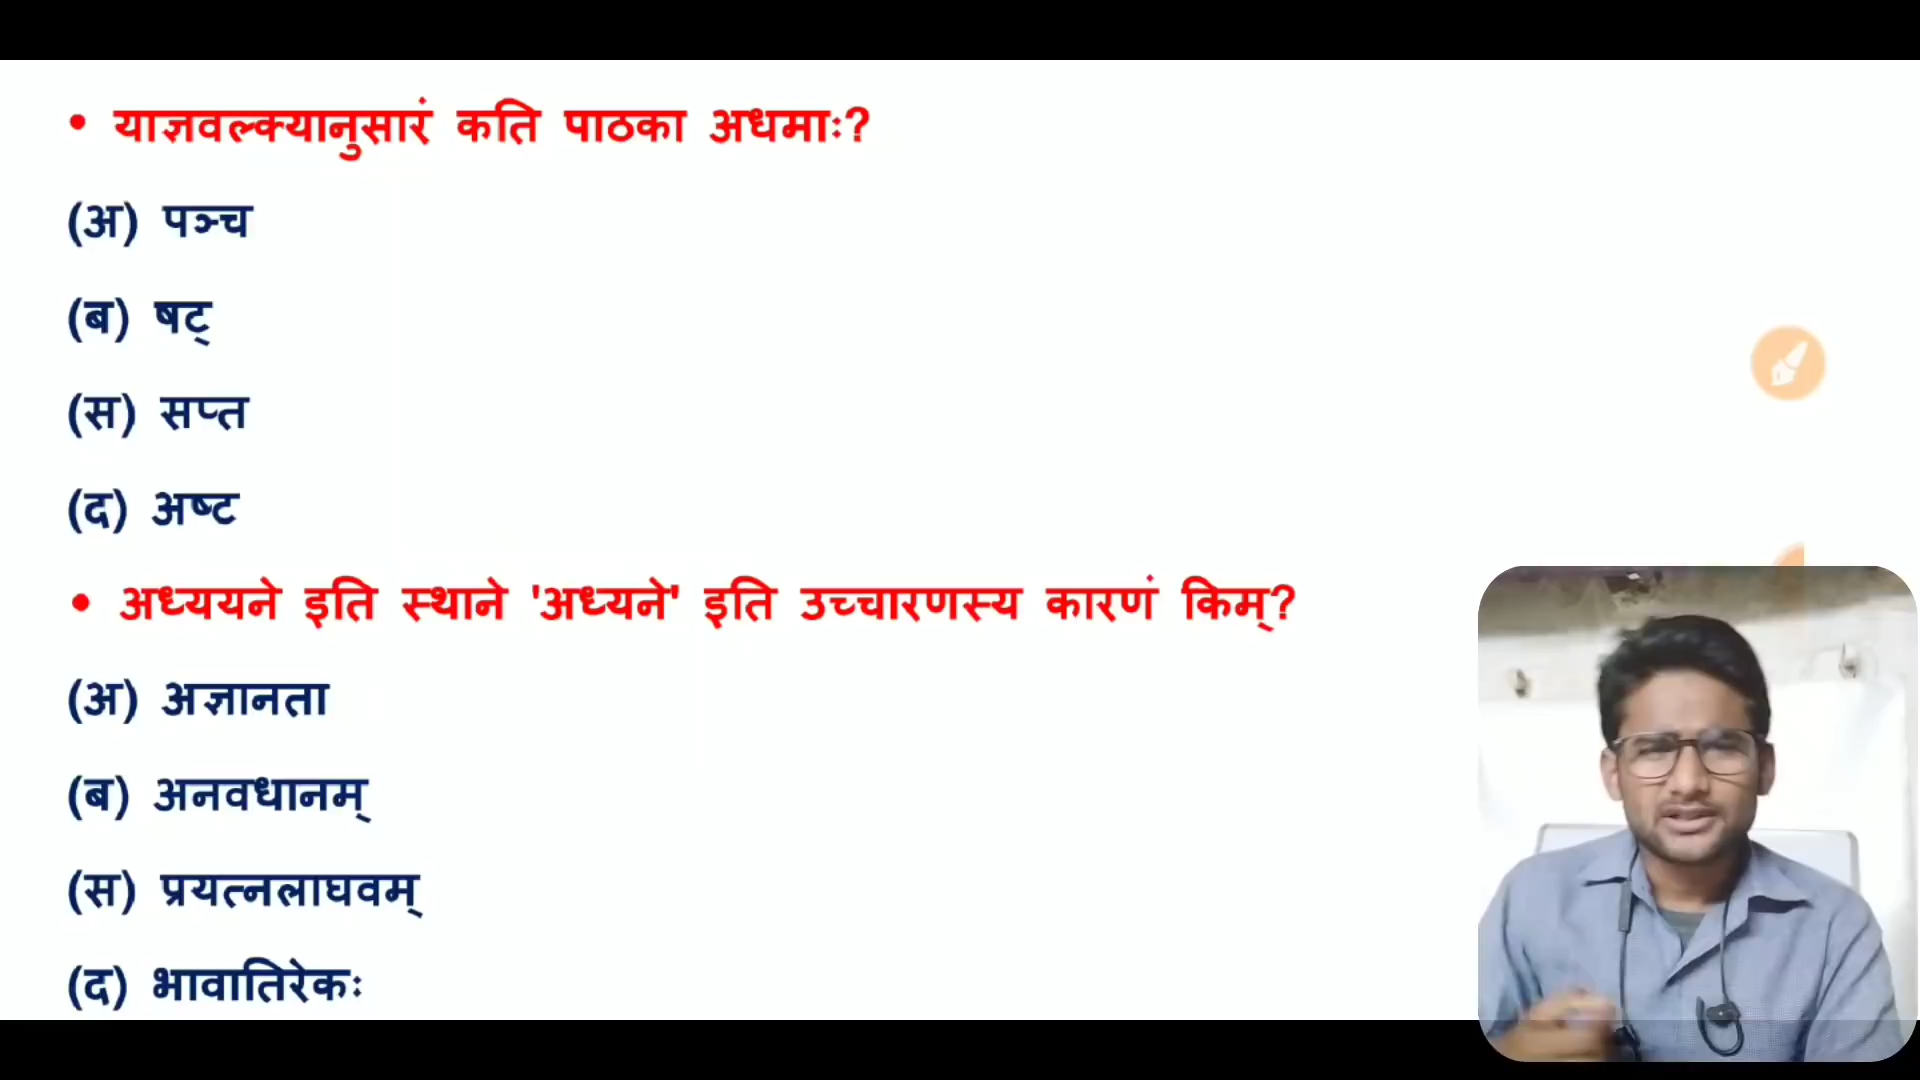 • याज्ञवल्क्यानुसारं कति पाठका अधमाः?
(अ) पञ्च
(ब) षट्
(स) सप्त
(द) अष्ट
• अध्ययने इति स्थाने 'अध्यने' इति उच्चारणस्य कारणं किम्?
(अ) अज्ञानता
(ब) अनवधानम्
(स) प्रयत्नलाघवम्
(द) भावातिरेकः